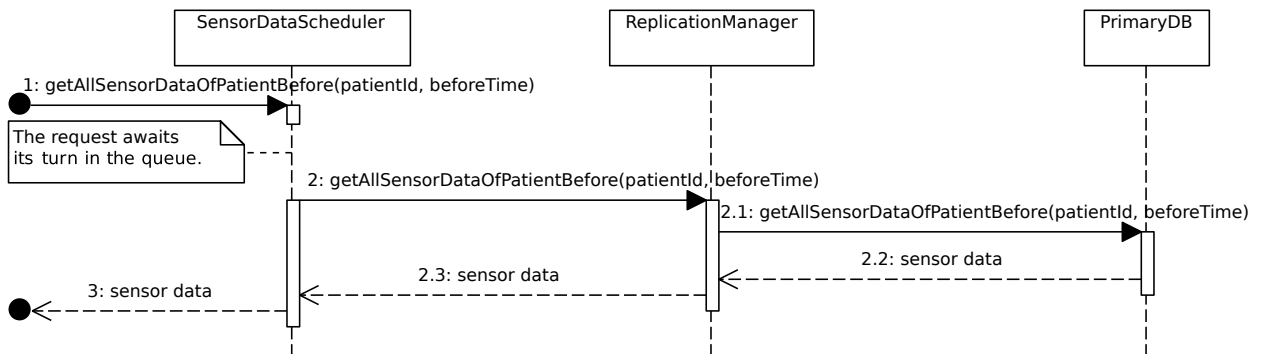 SensorDataScheduler
ReplicationManager
PrimaryDB
1: getAllSensorDataOfPatientBefore(patientId, beforeTime)
The request awaits
its turn in the queue.
2: getAllSensorDataOfPatientBefore(patientId, beforeTime)
2.1: getAllSensorDataOfPatientBefore(patientId, beforeTime)
2.2: sensor data
2.3: sensor data
3: sensor data